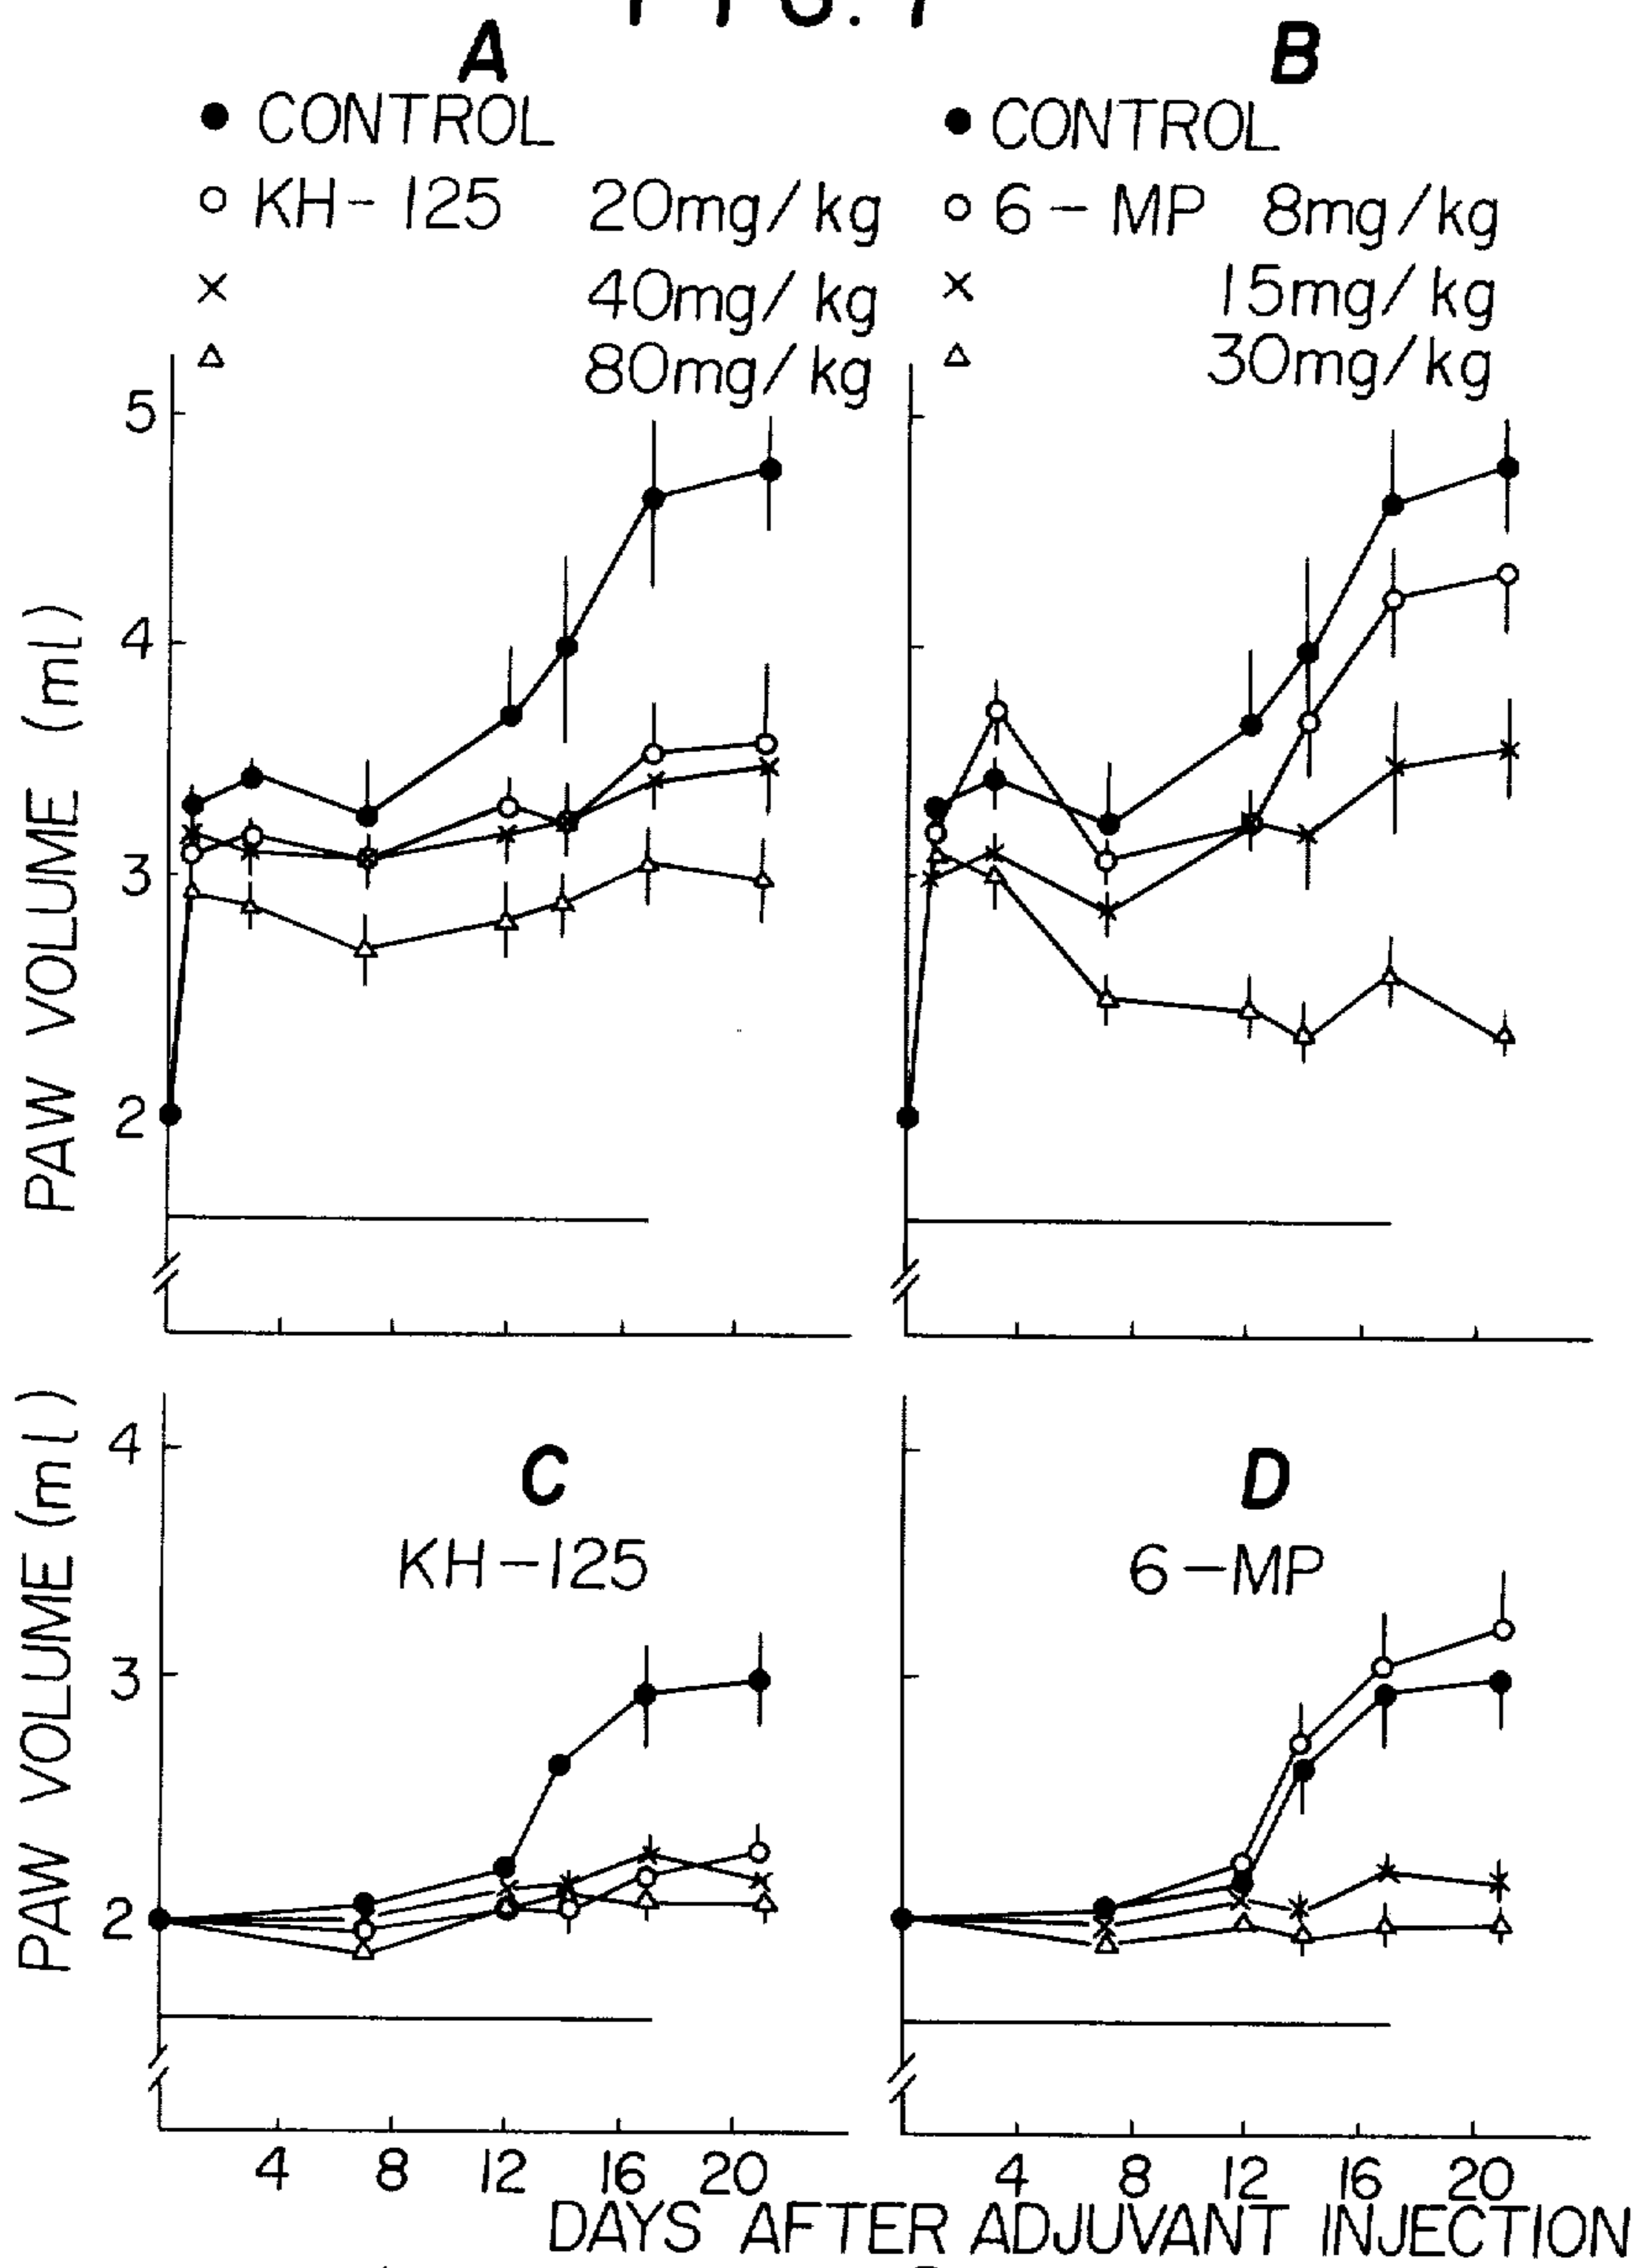 FIG. 1
A
B
● CONTROL
● CONTROL
○ KH-125 20mg/kg
○ 6-MP 8mg/kg
× 40mg/kg
× 15mg/kg
△ 80mg/kg
△ 30mg/kg
PAW VOLUME (ml)
5
4
3
2
PAW VOLUME (ml)
4
3
2
C
KH-125
D
6-MP
4 8 12 16 20
4 8 12 16 20
DAYS AFTER ADJUVANT INJECTION